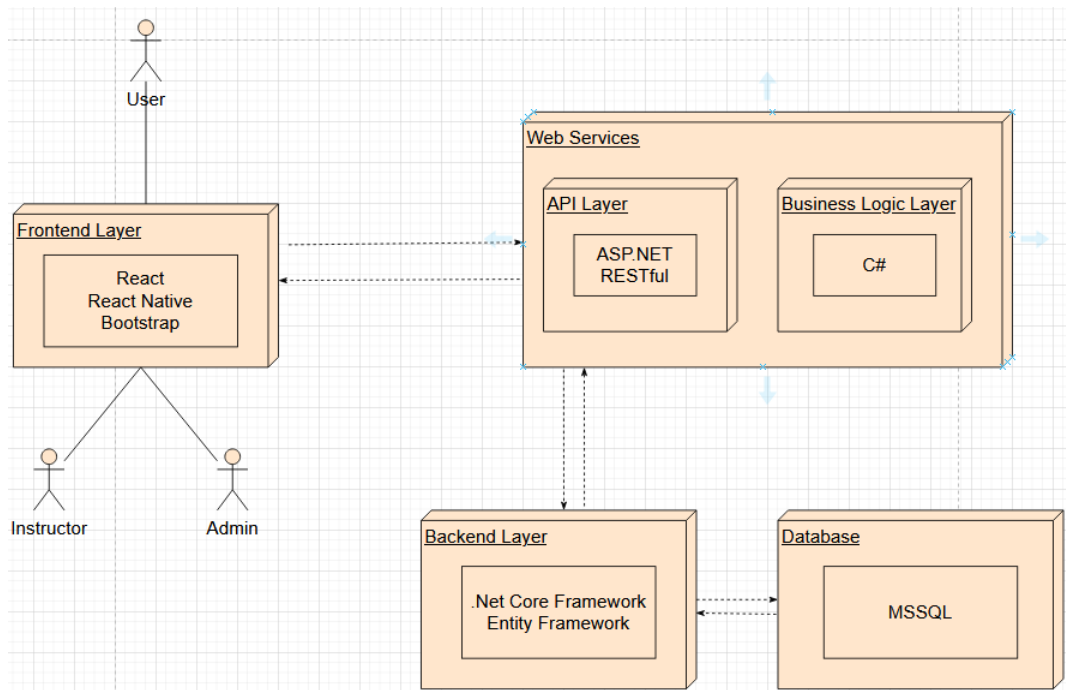 User
Web Services
API Layer
Business Logic Layer
Frontend Layer
ASP.NET
RESTful
C#
React
React Native
Bootstrap
Instructor
Admin
Backend Layer
Database
.Net Core Framework
Entity Framework
MSSQL